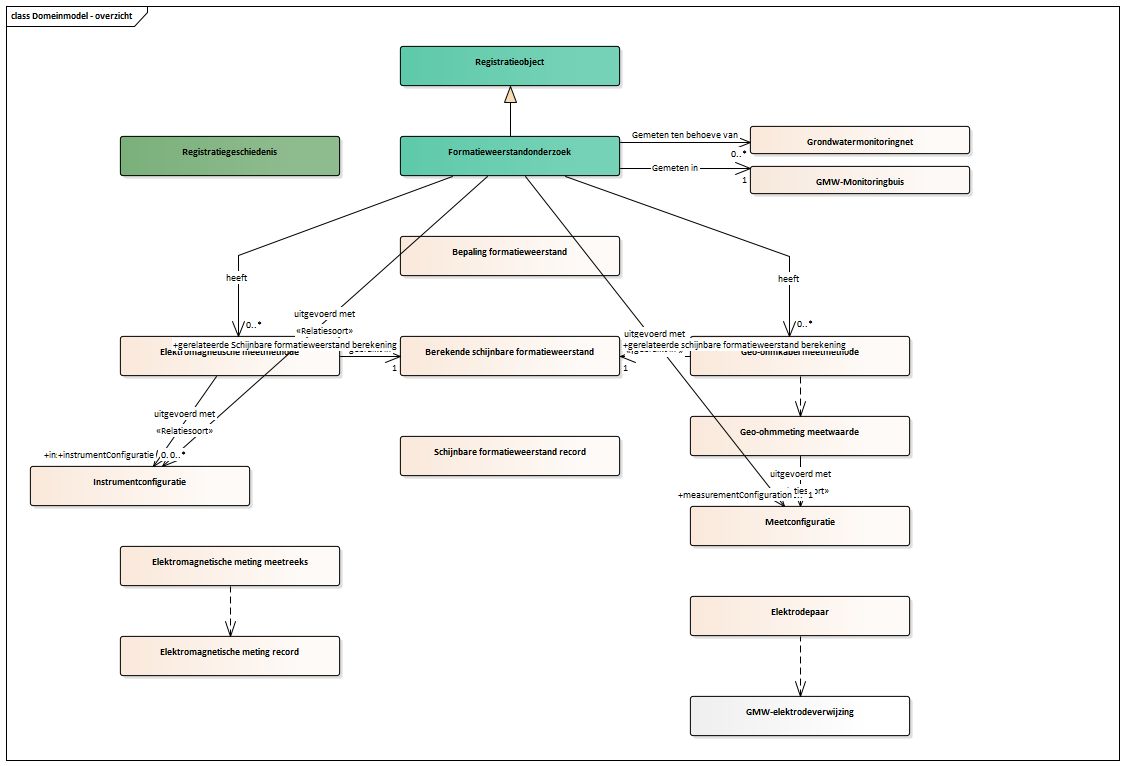 class Domeinmodel - overzicht
Registratieobject
Registratiegeschiedenis
Formatieweerstandonderzoek
Gemeten ten behoeve van
0..*
Grondwatermonitoringnet
Gemeten in
1
GMW-Monitoringbuis
Bepaling formatieweerstand
heeft
0..*
heeft
0..*
uitgevoerd met
«Relatiesoort»
uitgevoerd met
+gerelateerde Schijnbare formatieweerstand berekening
Elektromagnetische meetmethode
1
Berekende schijnbare formatieweerstand
+gerelateerde schijnbare formatieweerstand berekening
1
Geo-ohmkabel meetmethode
uitgevoerd met
«Relatiesoort»
+in:+instrumentConfiguratie
0..*
Instrumentconfiguratie
Schijnbare formatieweerstand record
Geo-ohmmeting meetwaarde
uitgevoerd met
+measurementConfiguration
1
Meetconfiguratie
Elektromagnetische meting meetreeks
Elektromagnetische meting record
Elektrodepaar
GMW-elektrodeverwijzing